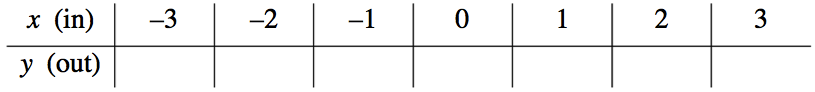 x (in) –3 –2 –1 0 1 2 3
y (out)